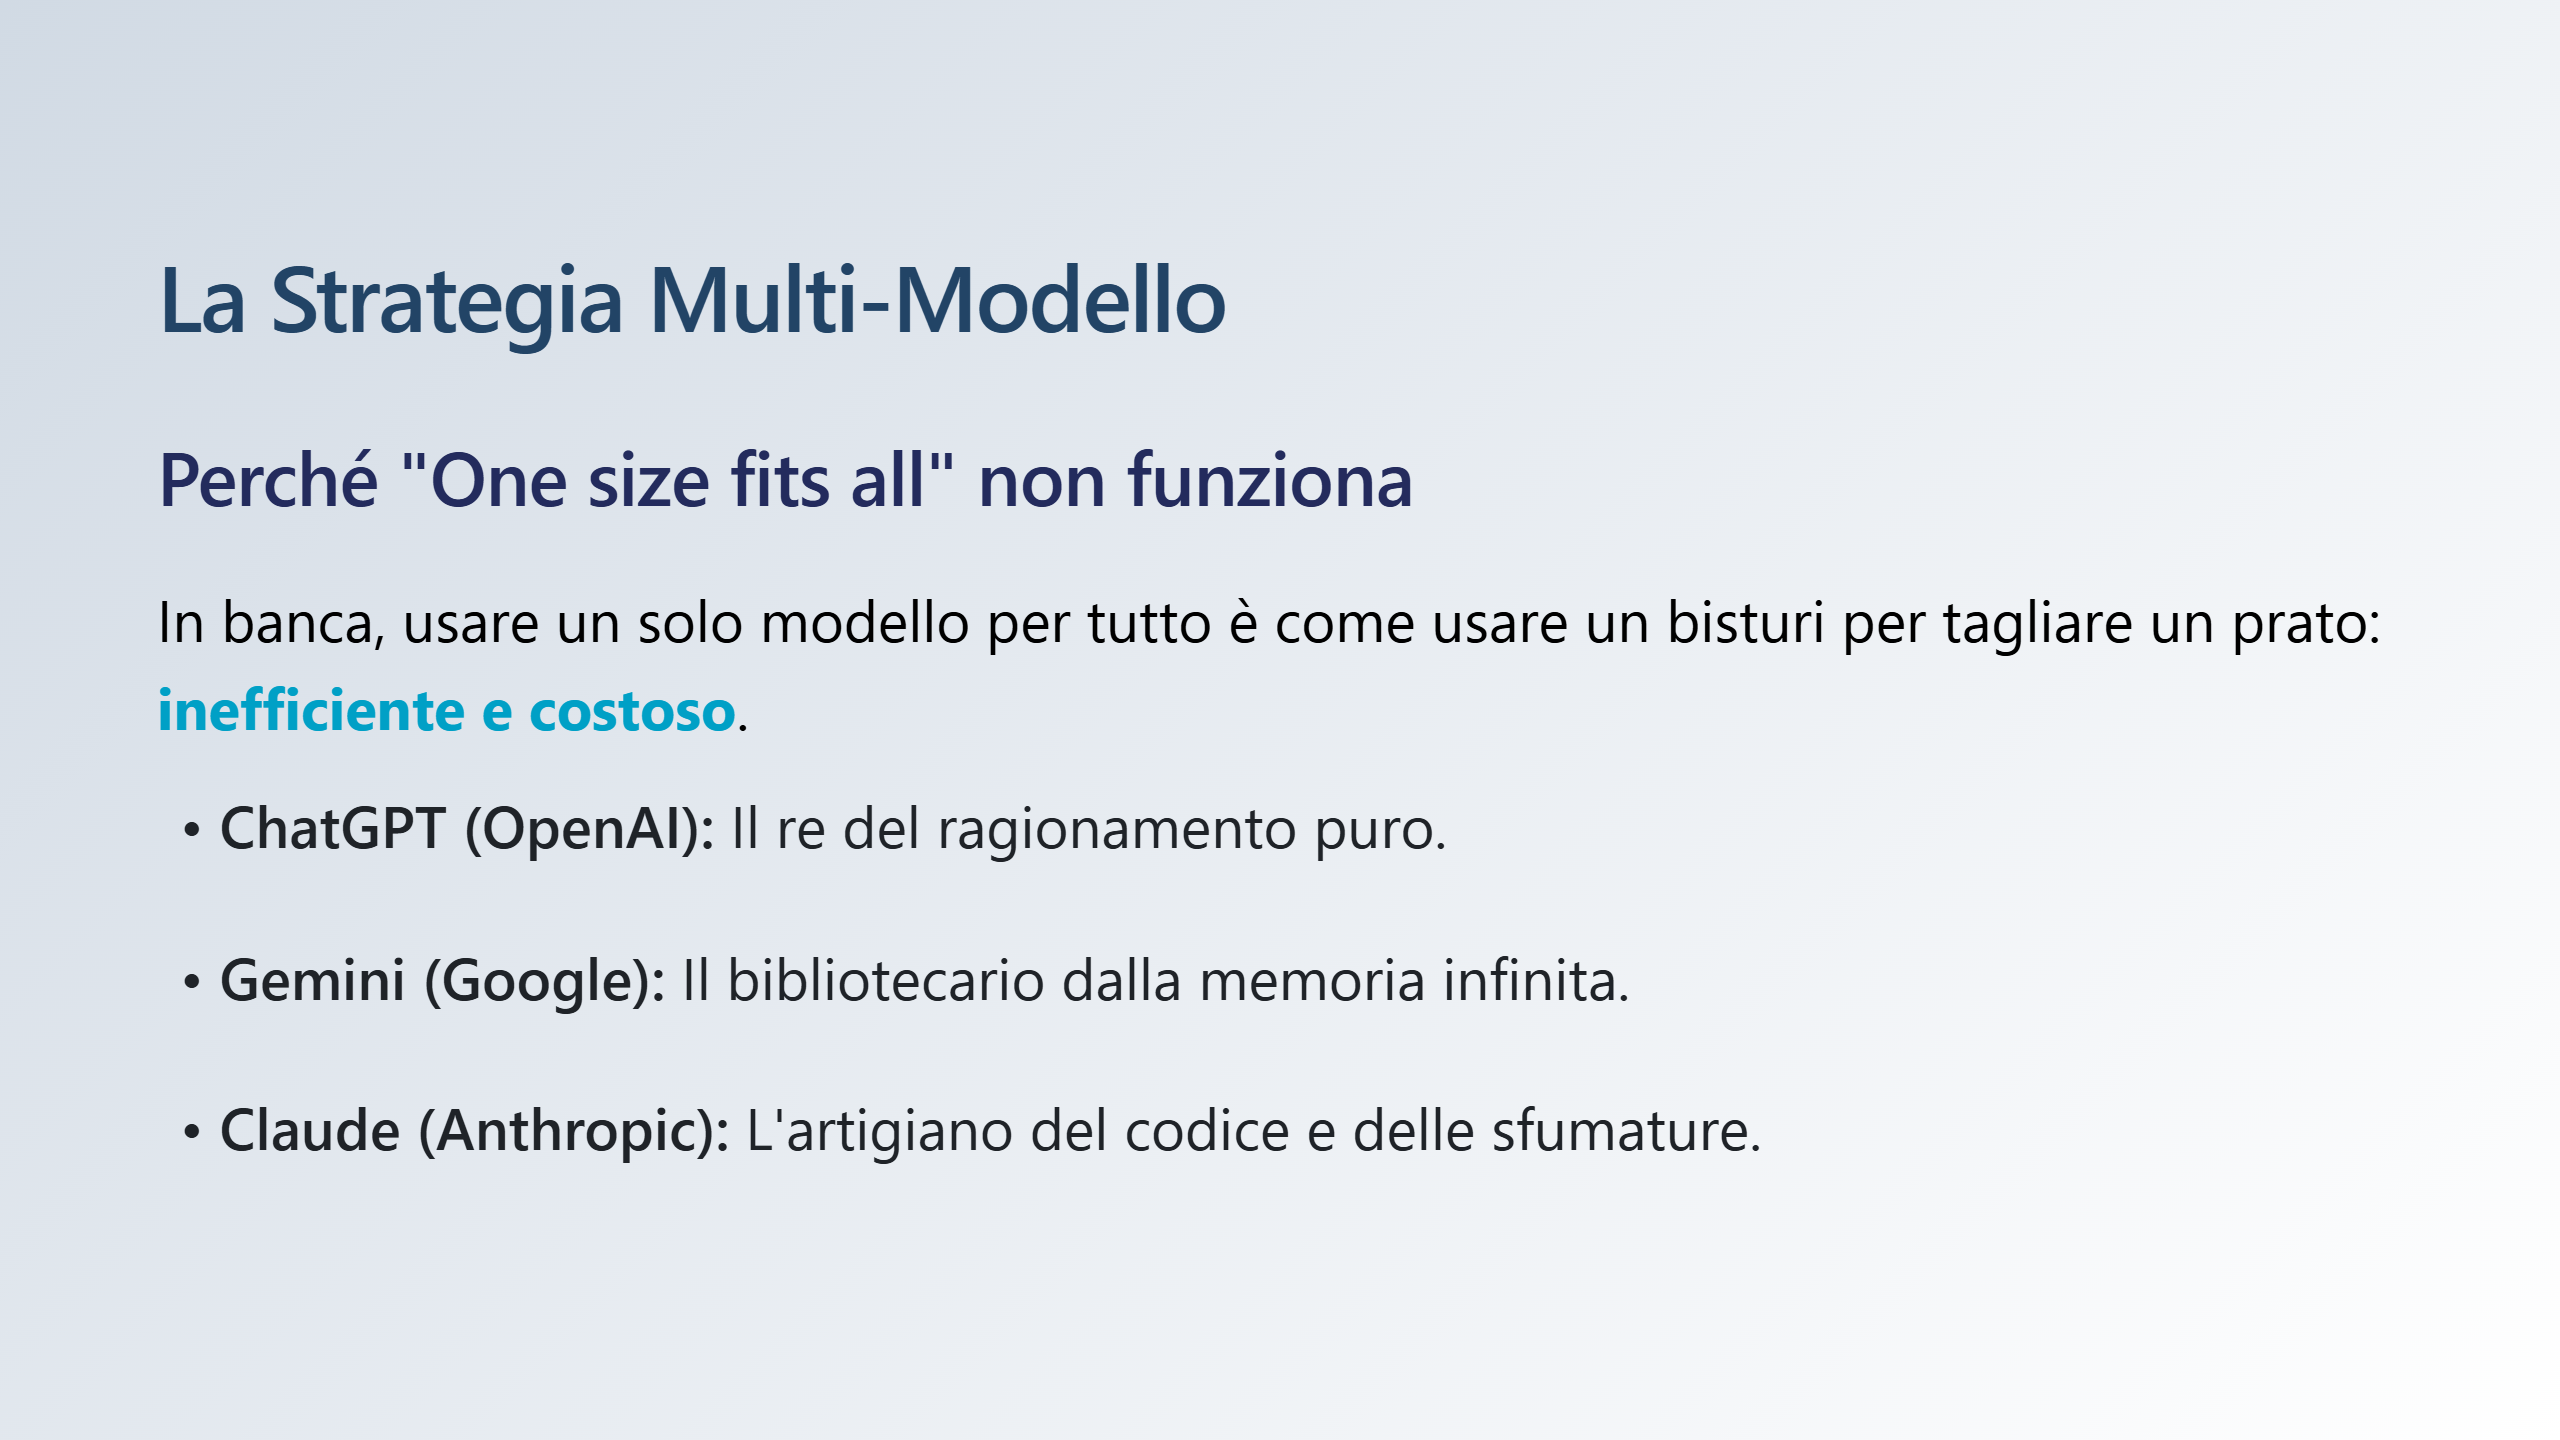 La Strategia Multi-Modello
Perché "One size fits all" non funziona
In banca, usare un solo modello per tutto è come usare un bisturi per tagliare un prato:
inefficiente e costoso.
• ChatGPT (OpenAI): Il re del ragionamento puro.
• Gemini (Google): Il bibliotecario dalla memoria infinita.
• Claude (Anthropic): L'artigiano del codice e delle sfumature.